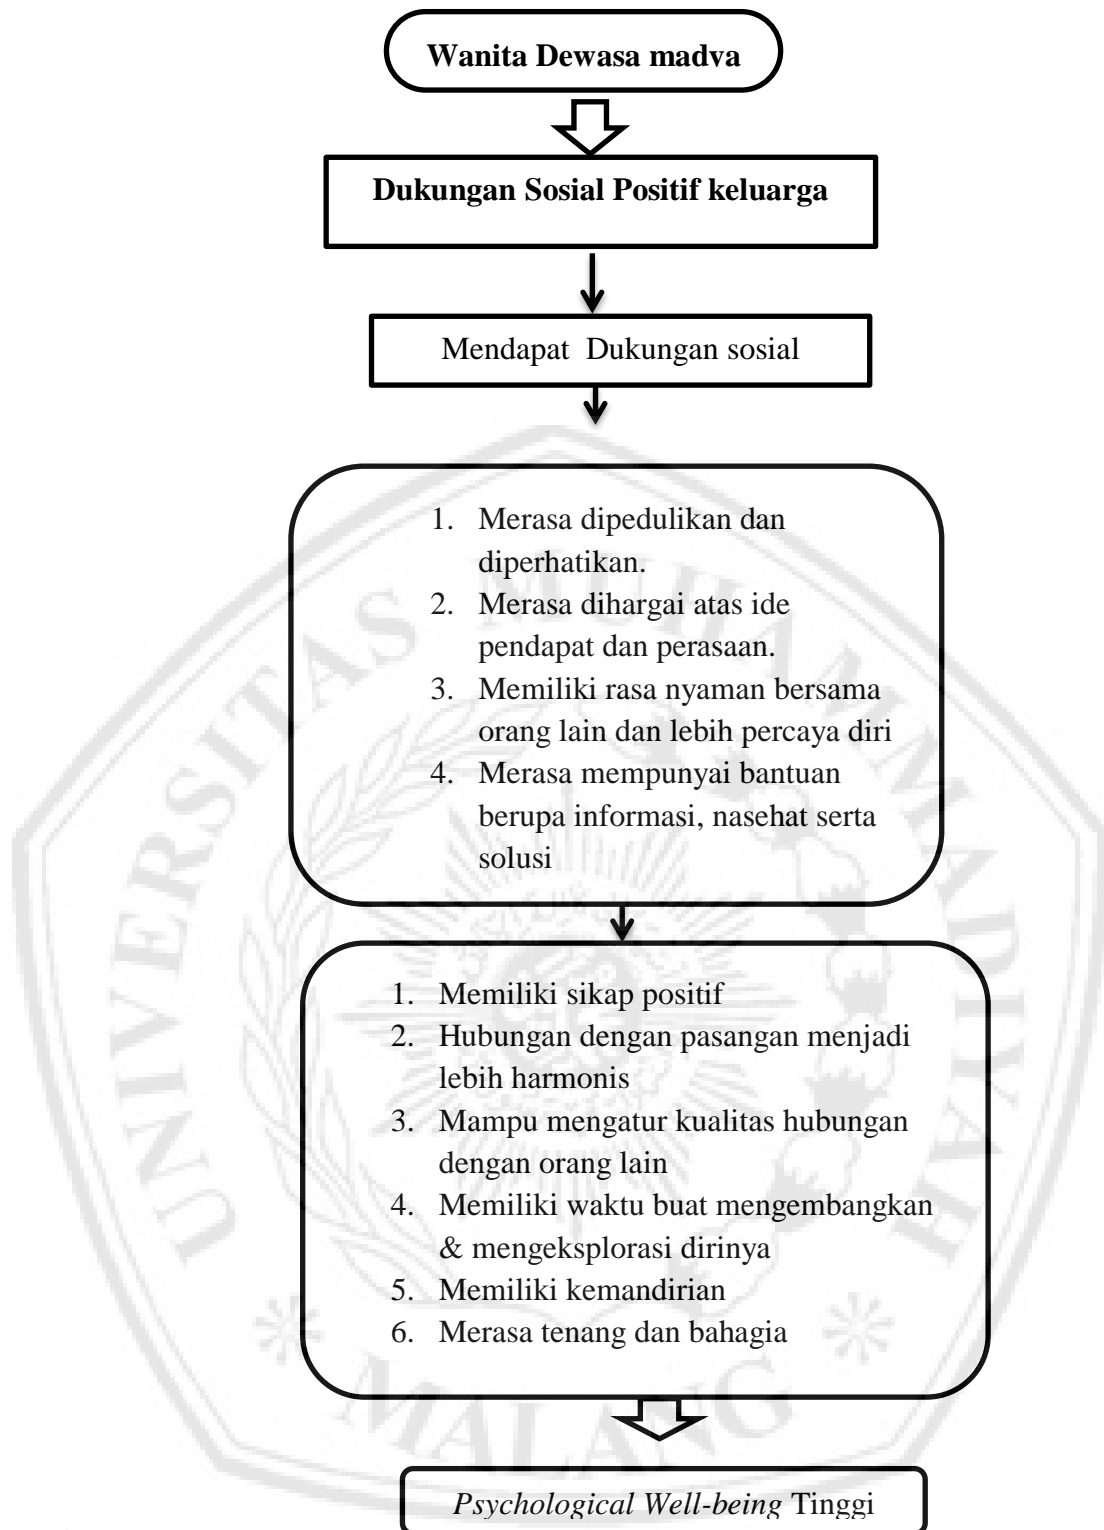 Wanita Dewasa madva
Dukungan Sosial Positif keluarga
Mendapat Dukungan sosial
1. Merasa dipedulikan dan
diperhatikan.
2. Merasa dihargai atas ide
pendapat dan perasaan.
3. Memiliki rasa nyaman bersama
orang lain dan lebih percaya diri
4. Merasa mempunyai bantuan
berupa informasi, nasehat serta
solusi
1. Memiliki sikap positif
2. Hubungan dengan pasangan menjadi
lebih harmonis
3. Mampu mengatur kualitas hubungan
dengan orang lain
4. Memiliki waktu buat mengembangkan
& mengeksplorasi dirinya
5. Memiliki kemandirian
6. Merasa tenang dan bahagia
Psychological Well-being Tinggi
UNIVERSITAS MUHAMMADIYAH
MALANG